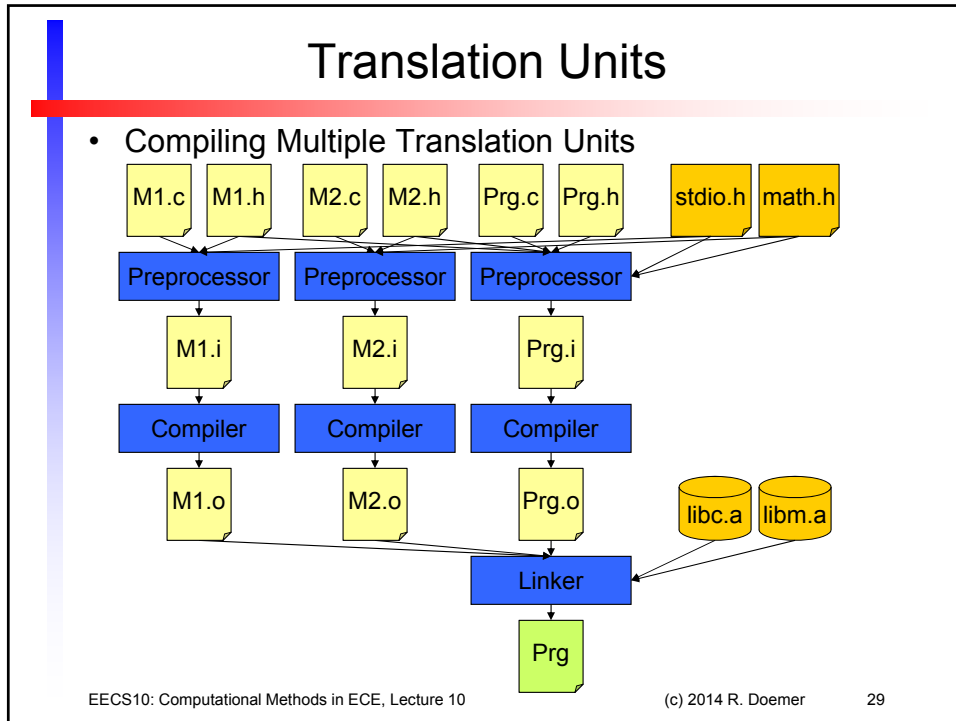 Translation Units
• Compiling Multiple Translation Units
M1.c M1.h M2.c M2.h Prg.c Prg.h stdio.h math.h
Preprocessor Preprocessor Preprocessor
M1.i M2.i Prg.i
Compiler Compiler Compiler
M1.o M2.o Prg.o libc.a libm.a
Linker
Prg
EECS10: Computational Methods in ECE, Lecture 10 (c) 2014 R. Doemer 29